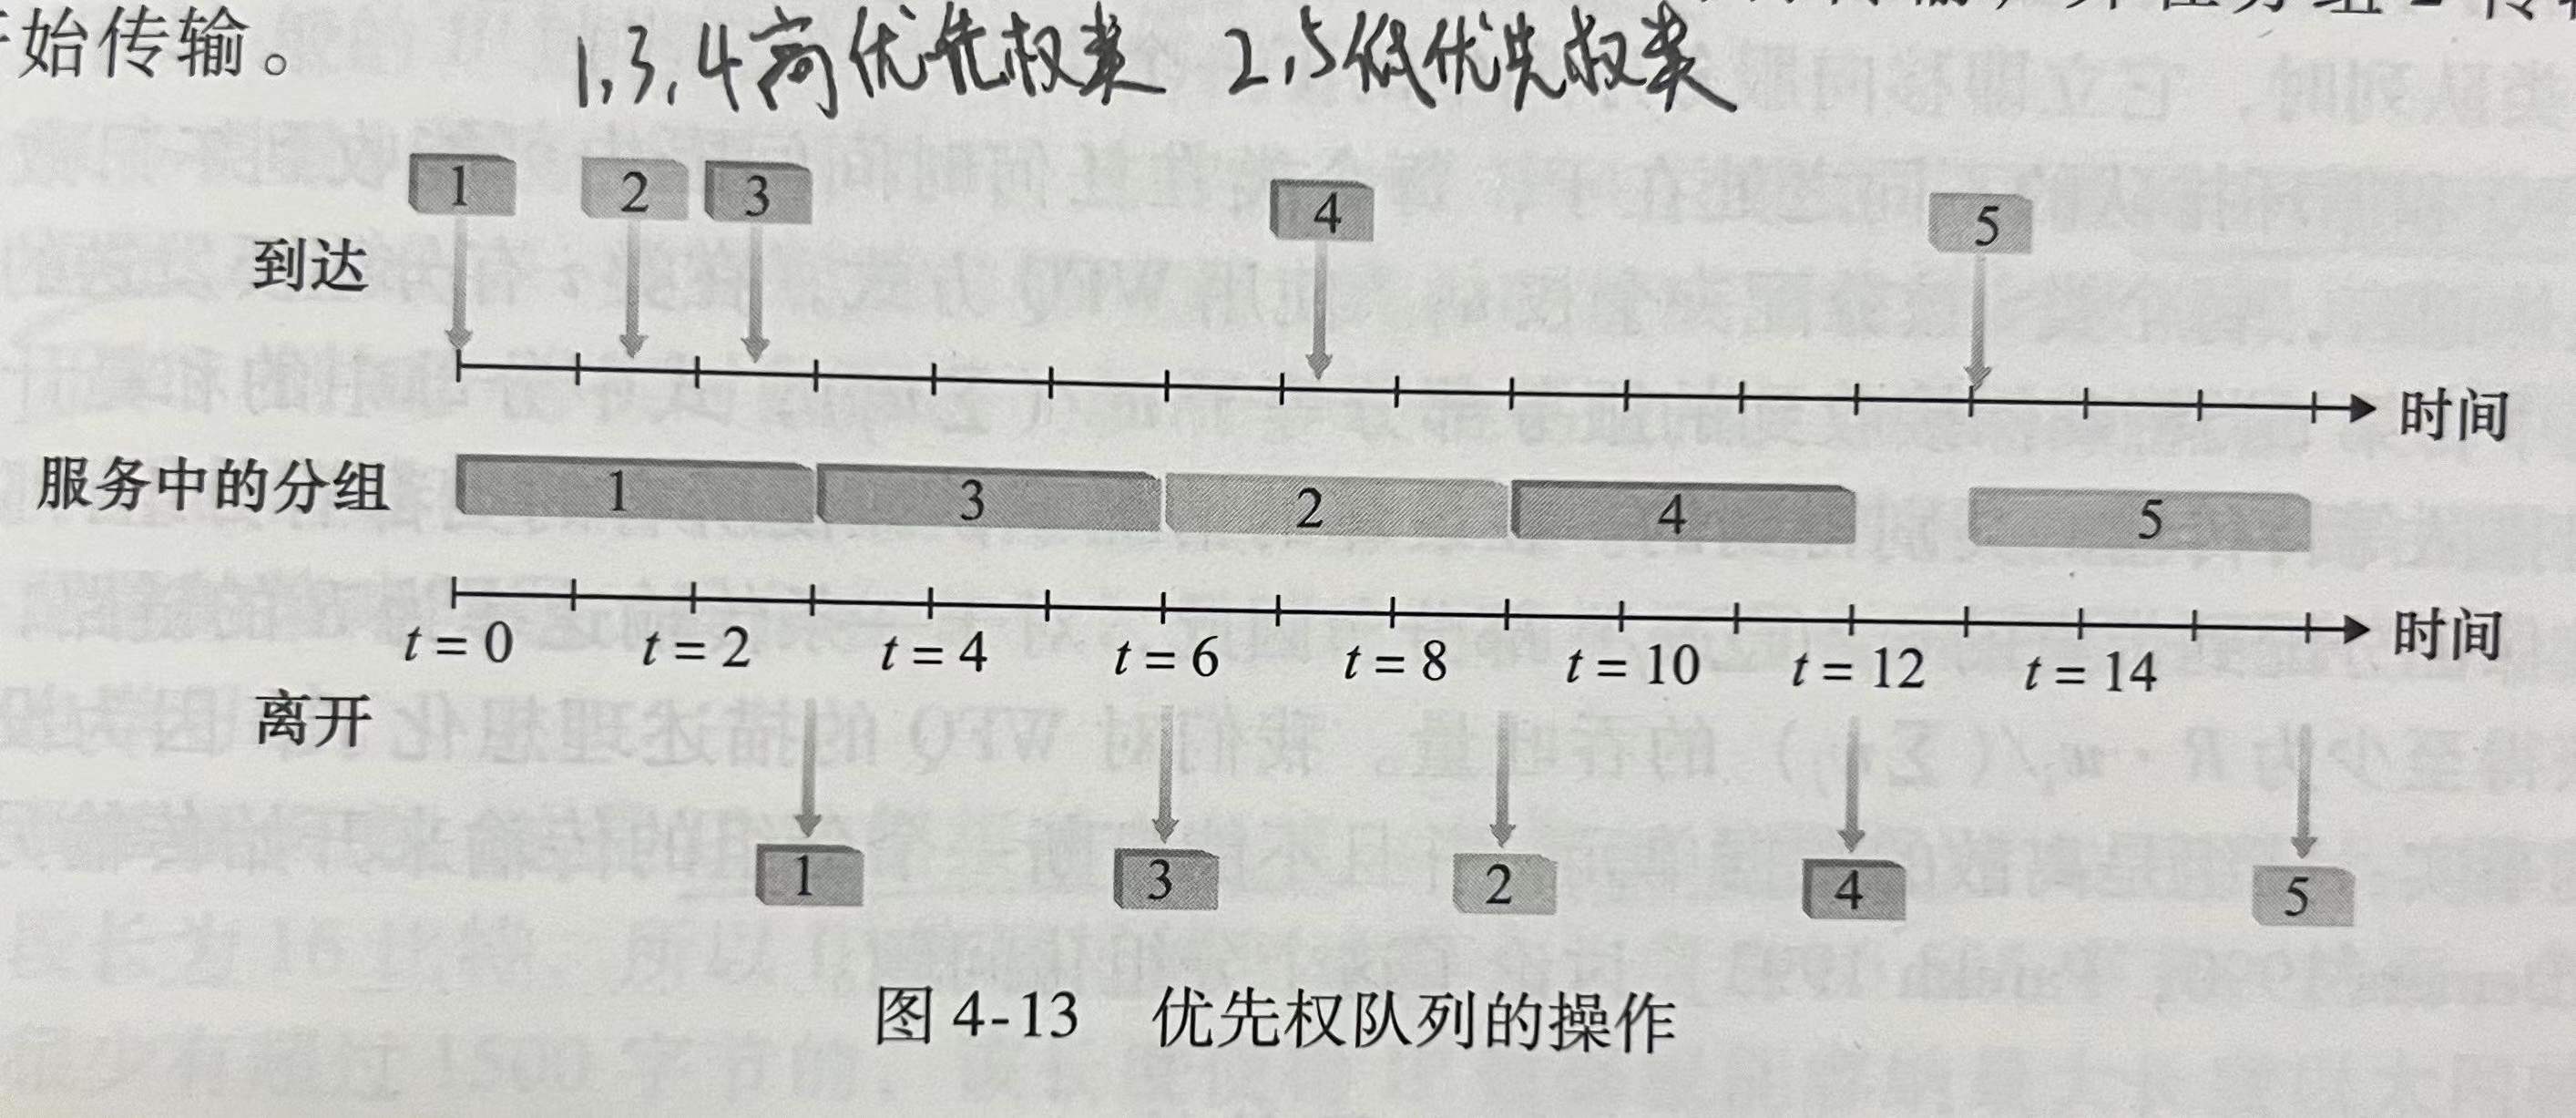 始传输。
1,3,4高优先权类 2,5低优先权类
1 2 3 4 5
到达
时间
服务中的分组 1 3 2 4 5
时间
t = 0 t = 2 t = 4 t = 6 t = 8 t = 10 t = 12 t = 14
离开
1 3 2 4 5
图 4-13 优先权队列的操作